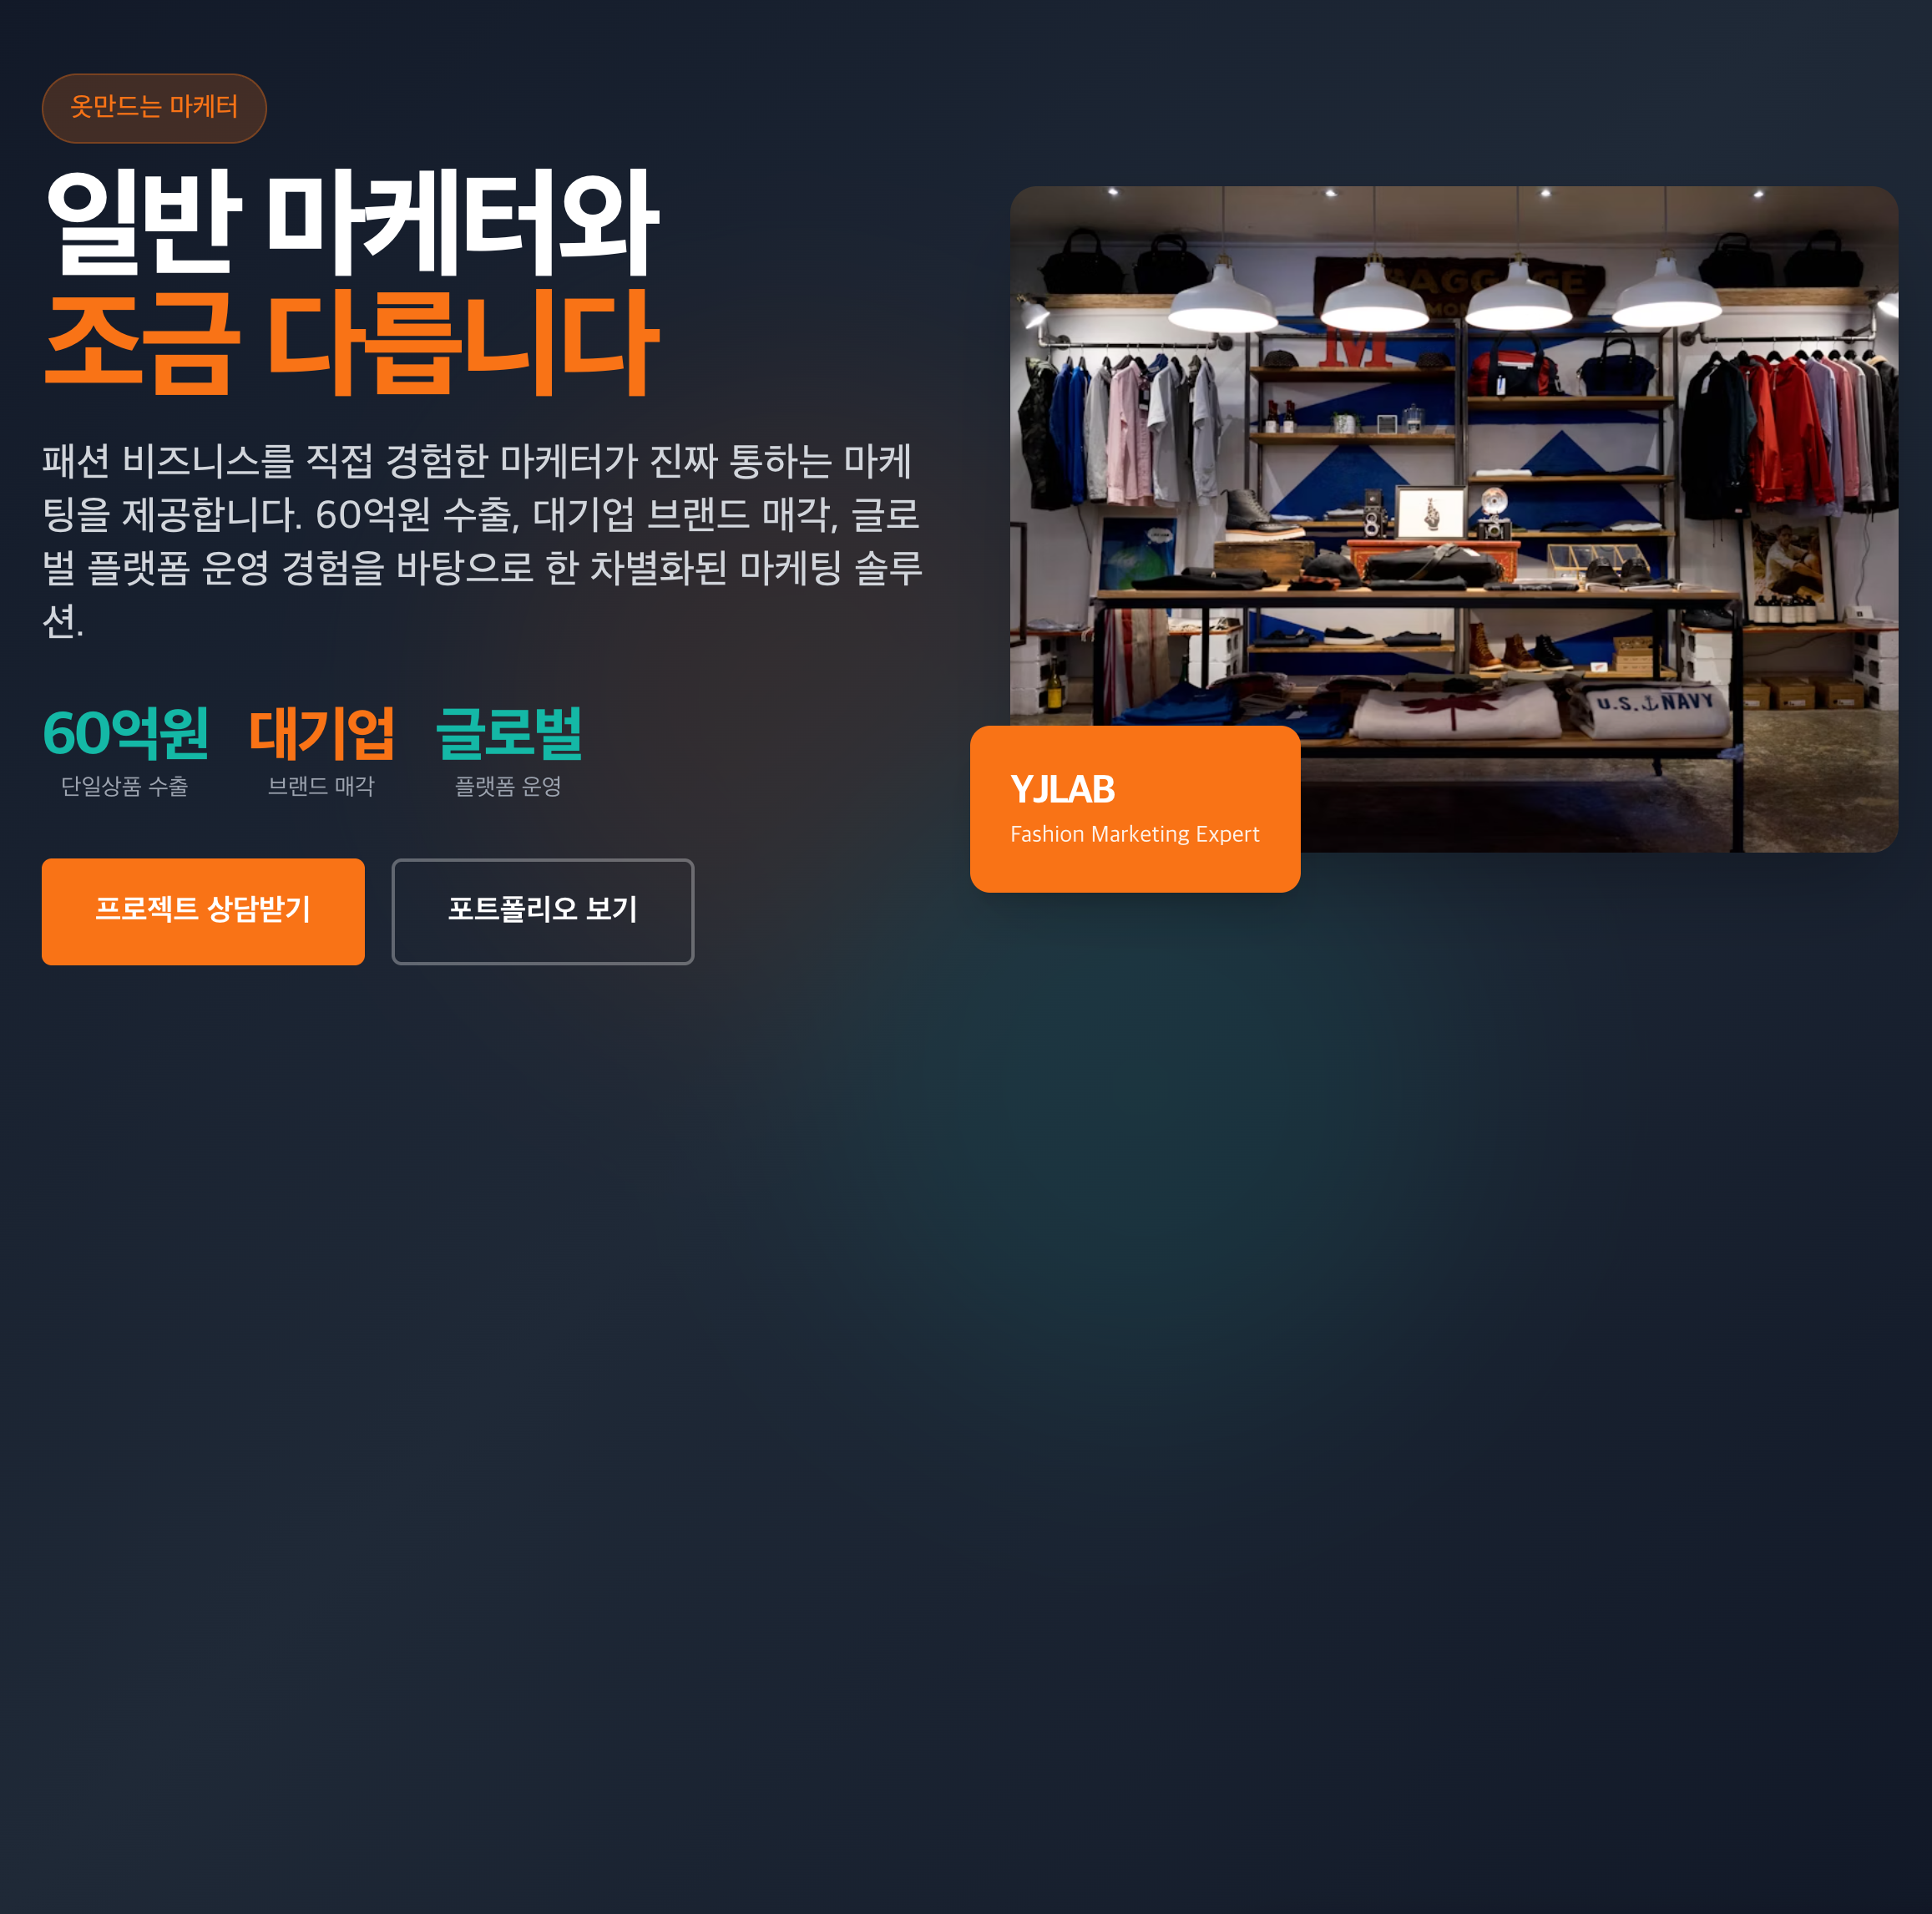 옷만드는 마케터
일반 마케터와
조금 다릅니다
패션 비즈니스를 직접 경험한 마케터가 진짜 통하는 마케
팅을 제공합니다. 60억원 수출, 대기업 브랜드 매각, 글로
벌 플랫폼 운영 경험을 바탕으로 한 차별화된 마케팅 솔루
션.
60억원 대기업 글로벌
단일상품 수출 브랜드 매각 플랫폼 운영
프로젝트 상담받기 포트폴리오 보기
M
U.S. NAVY
YJLAB
Fashion Marketing Expert